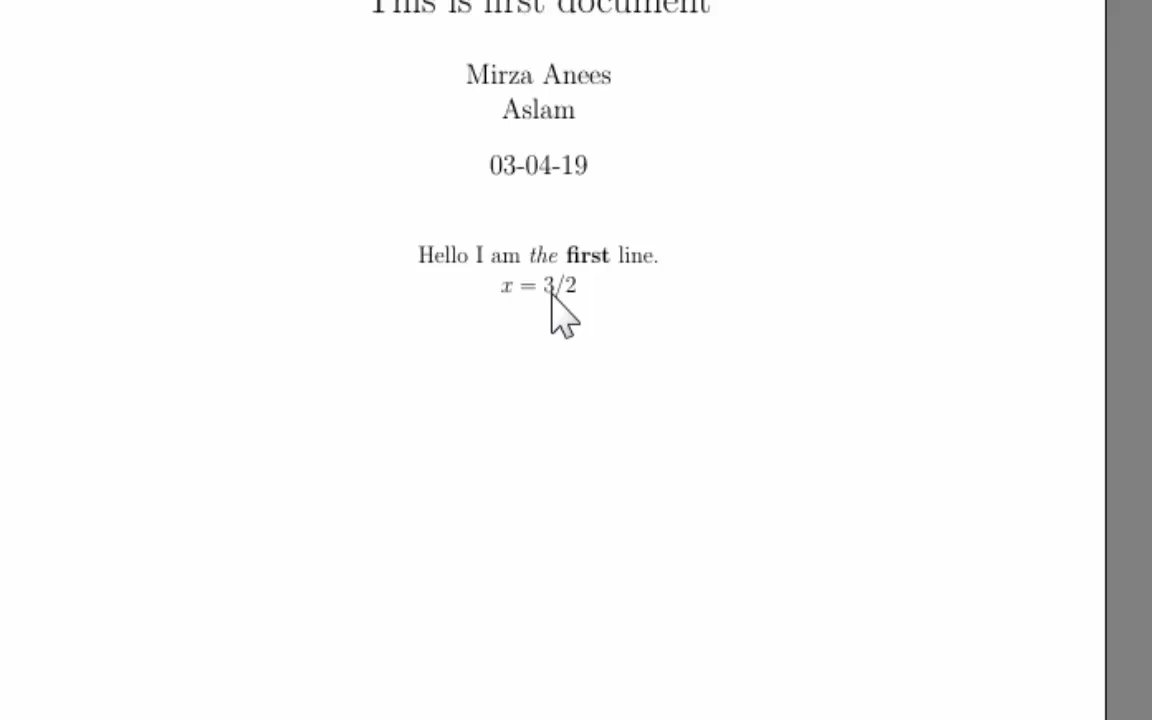 This is first document
Mirza Anees
Aslam
03-04-19
Hello I am the first line.
x = 3/2